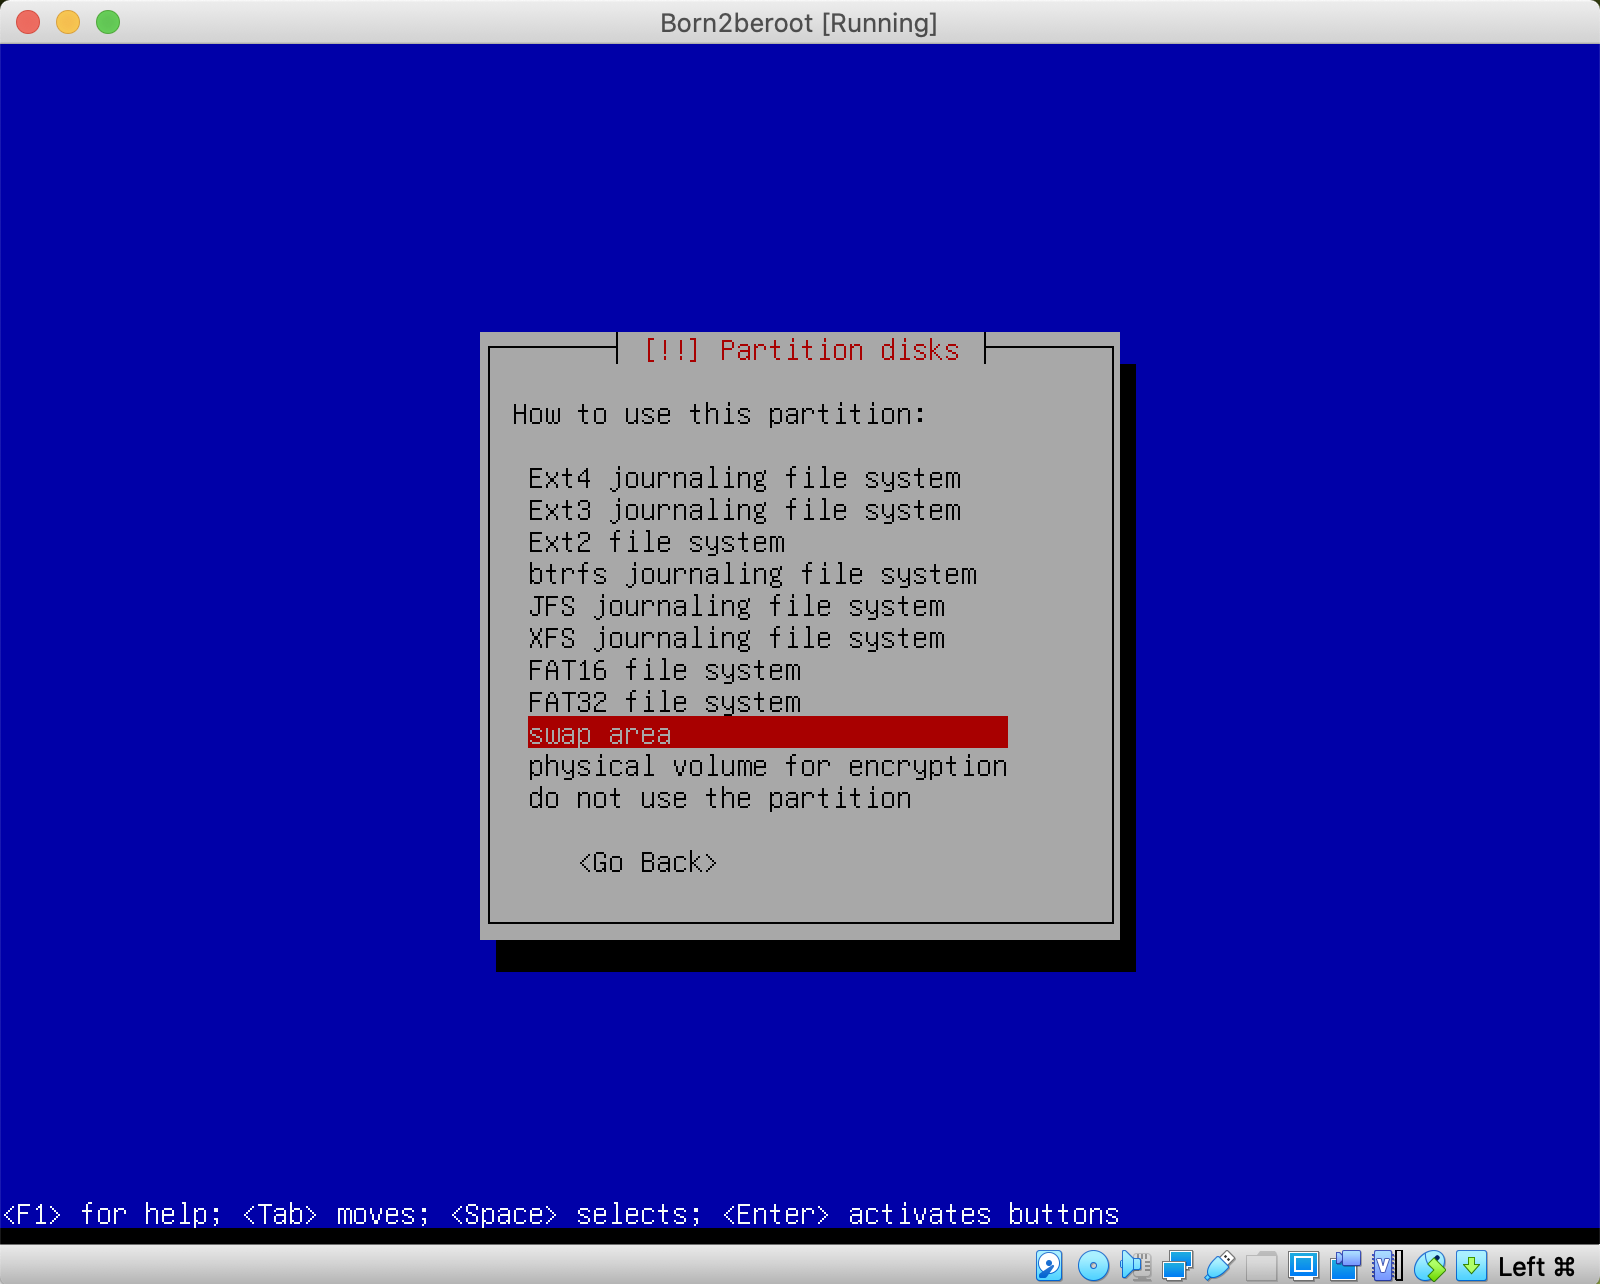 Born2beroot [Running]
[!!] Partition disks
How to use this partition:
Ext4 journaling file system
Ext3 journaling file system
Ext2 file system
btrfs journaling file system
JFS journaling file system
XFS journaling file system
FAT16 file system
FAT32 file system
swap area
physical volume for encryption
do not use the partition
<Go Back>
<F1> for help; <Tab> moves; <Space> selects; <Enter> activates buttons
Left ⌘